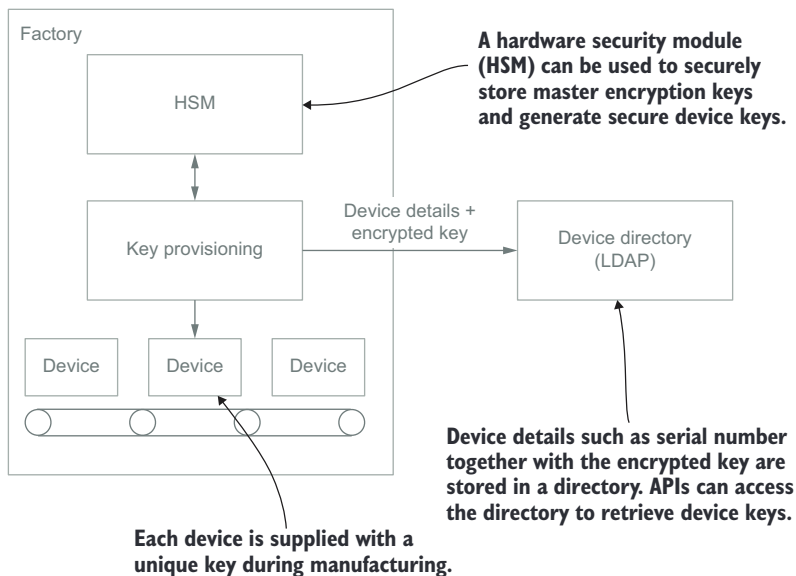 Factory
HSM
A hardware security module
(HSM) can be used to securely
store master encryption keys
and generate secure device keys.
Key provisioning
Device details +
encrypted key
Device directory
(LDAP)
Device
Device
Device
Device details such as serial number
together with the encrypted key are
stored in a directory. APIs can access
the directory to retrieve device keys.
Each device is supplied with a
unique key during manufacturing.